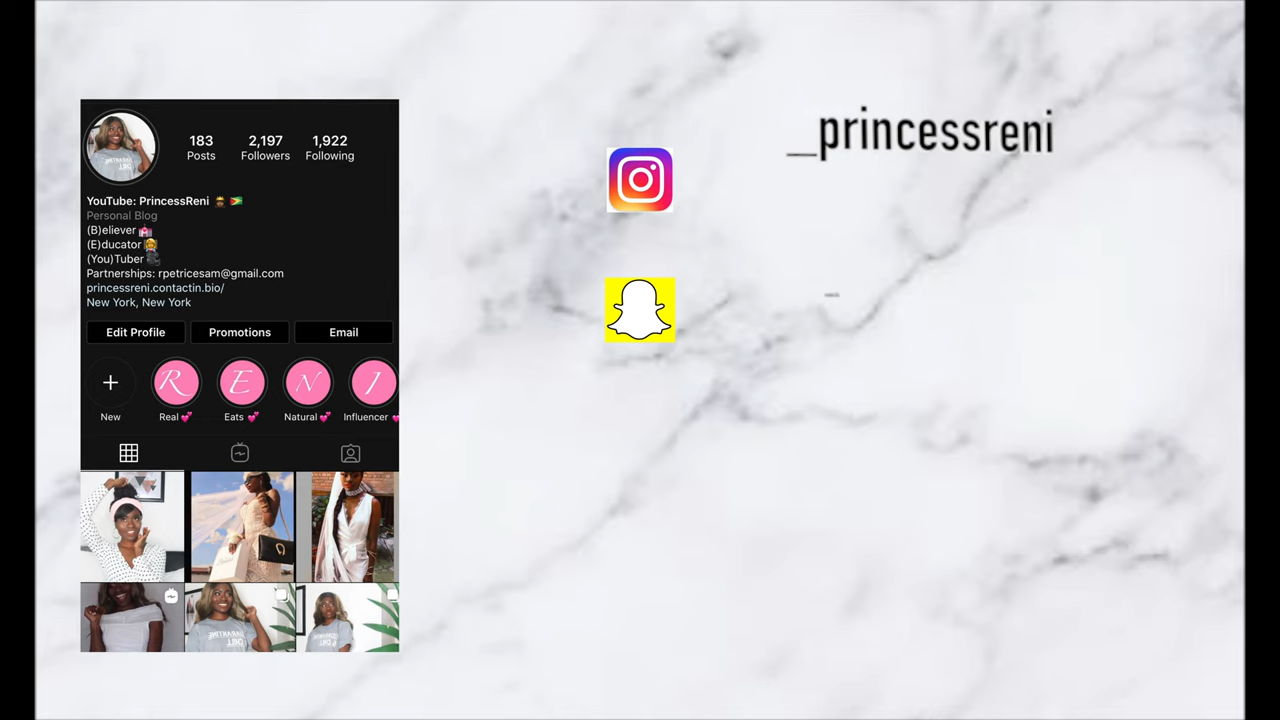 183 2,197 1,922
Posts Followers Following
YouTube: PrincessReni
Personal Blog
(B)eliever
(E)ducator
(You)Tuber
Partnerships: rpetricesam@gmail.com
princessreni.contactin.bio/
New York, New York
Edit Profile Promotions Email
R E N I
New Real Eats Natural Influencer
_princessreni